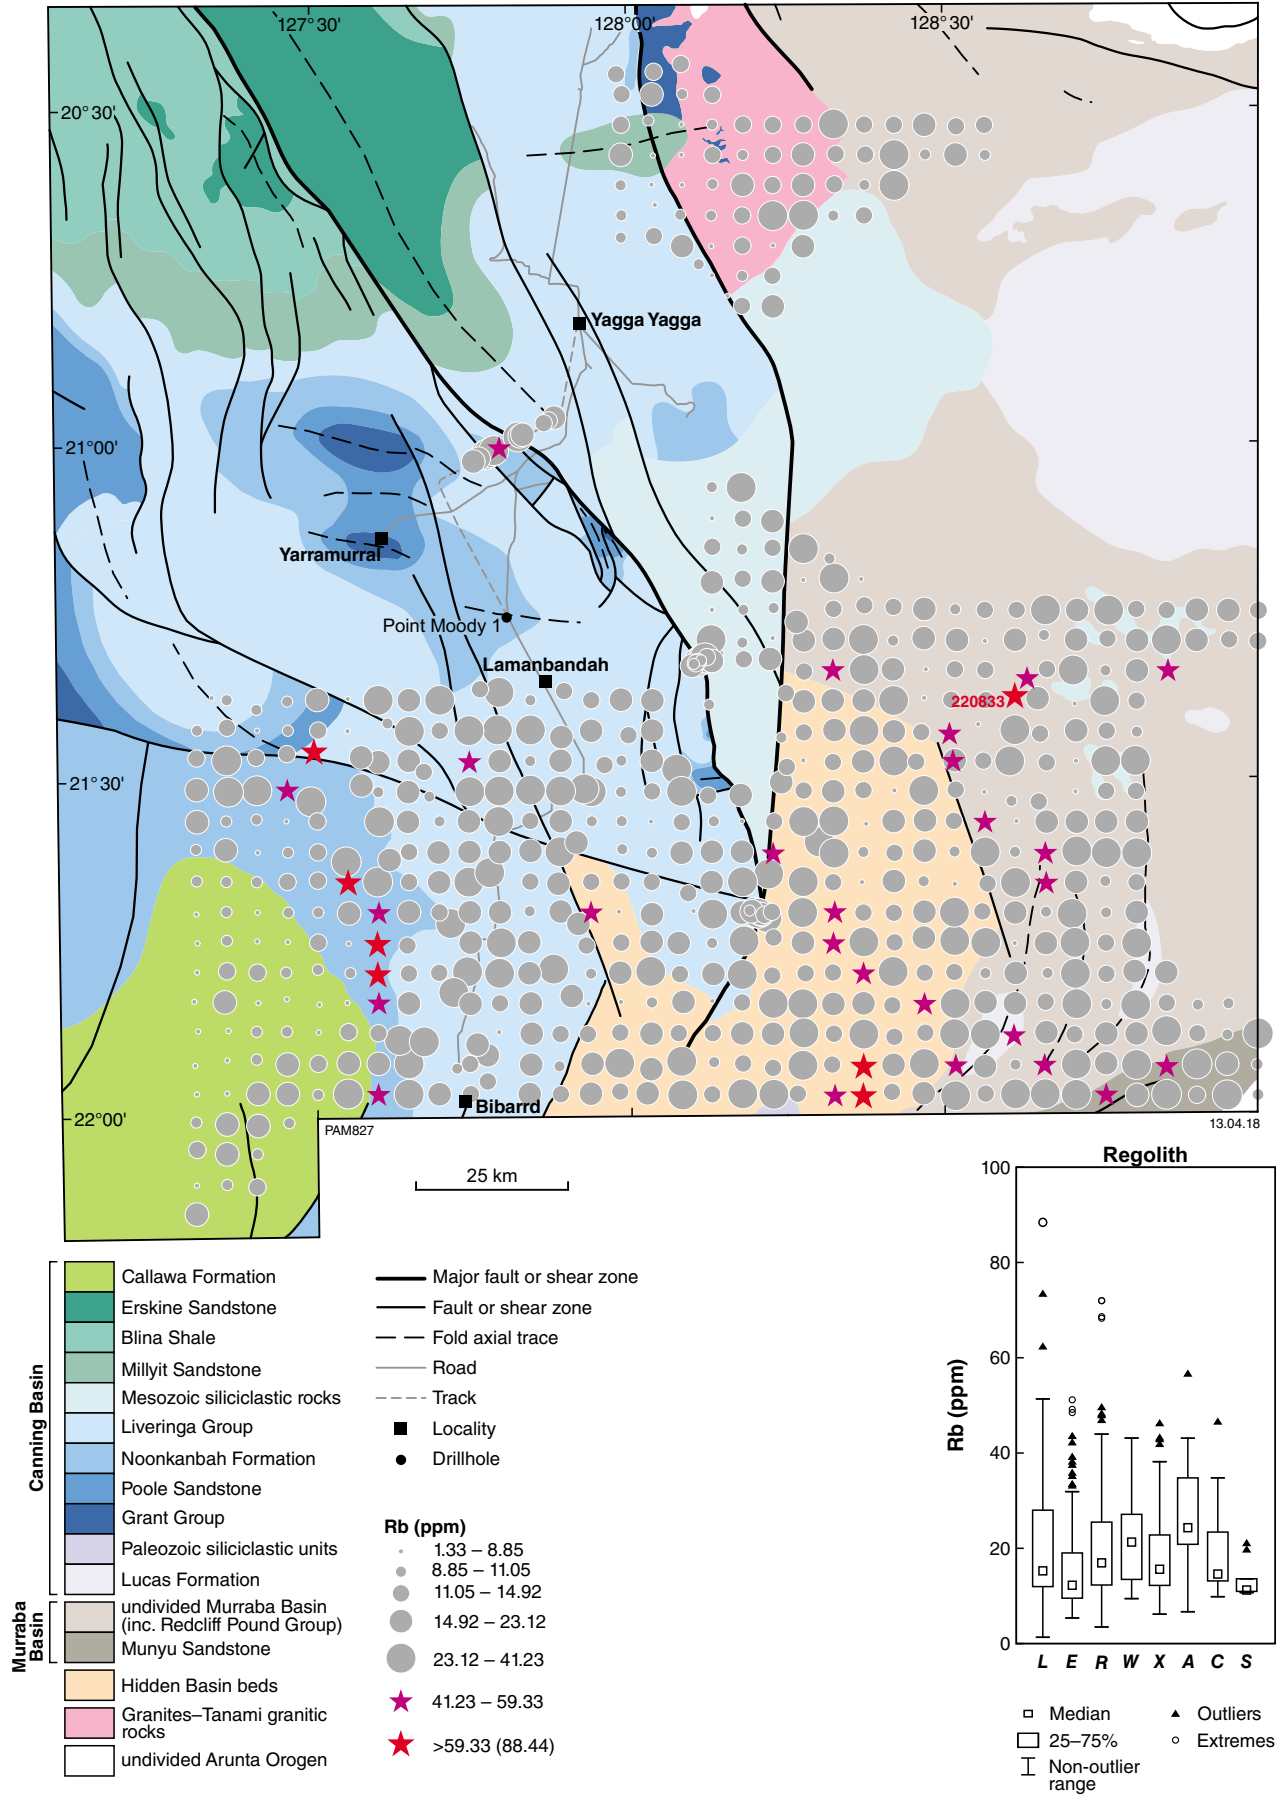 127°30'
128°00'
128°30'
20°30'
Yagga Yagga
21°00'
Yarramurral
Point Moody 1
Lamanbandah
220833
21°30'
Bibarrd
22°00'
PAM827
13.04.18
25 km
Regolith
100
80
60
40
20
0
Rb (ppm)
L E R W X A C S
Median
Outliers
25–75%
Extremes
Non-outlier
range
Canning Basin
Callawa Formation
Erskine Sandstone
Blina Shale
Millyit Sandstone
Mesozoic siliciclastic rocks
Liveringa Group
Noonkanbah Formation
Poole Sandstone
Grant Group
Paleozoic siliciclastic units
Lucas Formation
Murraba
Basin
undivided Murraba Basin
(inc. Redcliff Pound Group)
Munyu Sandstone
Hidden Basin beds
Granites–Tanami granitic
rocks
undivided Arunta Orogen
Major fault or shear zone
Fault or shear zone
Fold axial trace
Road
Track
Locality
Drillhole
Rb (ppm)
1.33 – 8.85
8.85 – 11.05
11.05 – 14.92
14.92 – 23.12
23.12 – 41.23
41.23 – 59.33
>59.33 (88.44)